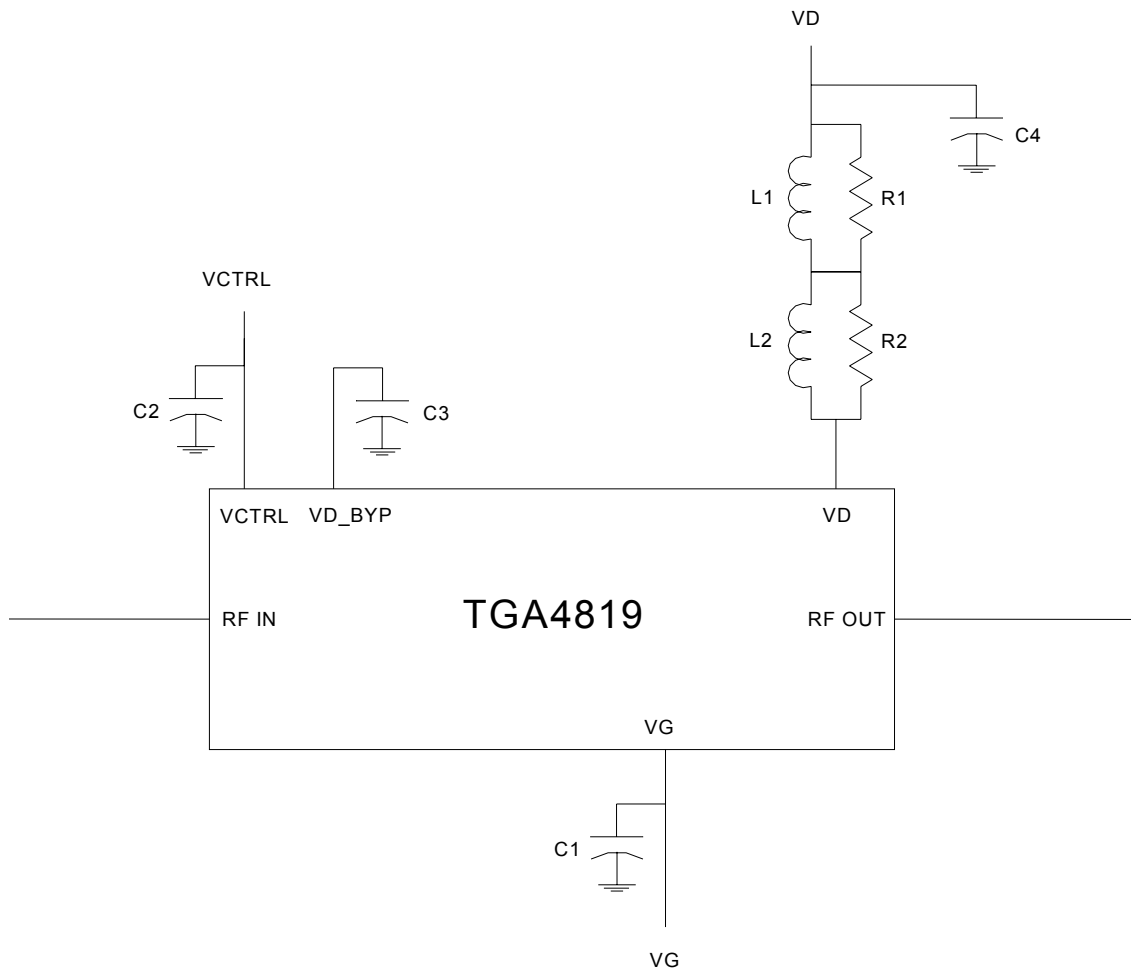 VD
C4
L1
R1
VCTRL
L2
R2
C2
C3
VCTRL
VD_BYP
VD
RF IN
TGA4819
RF OUT
VG
C1
VG